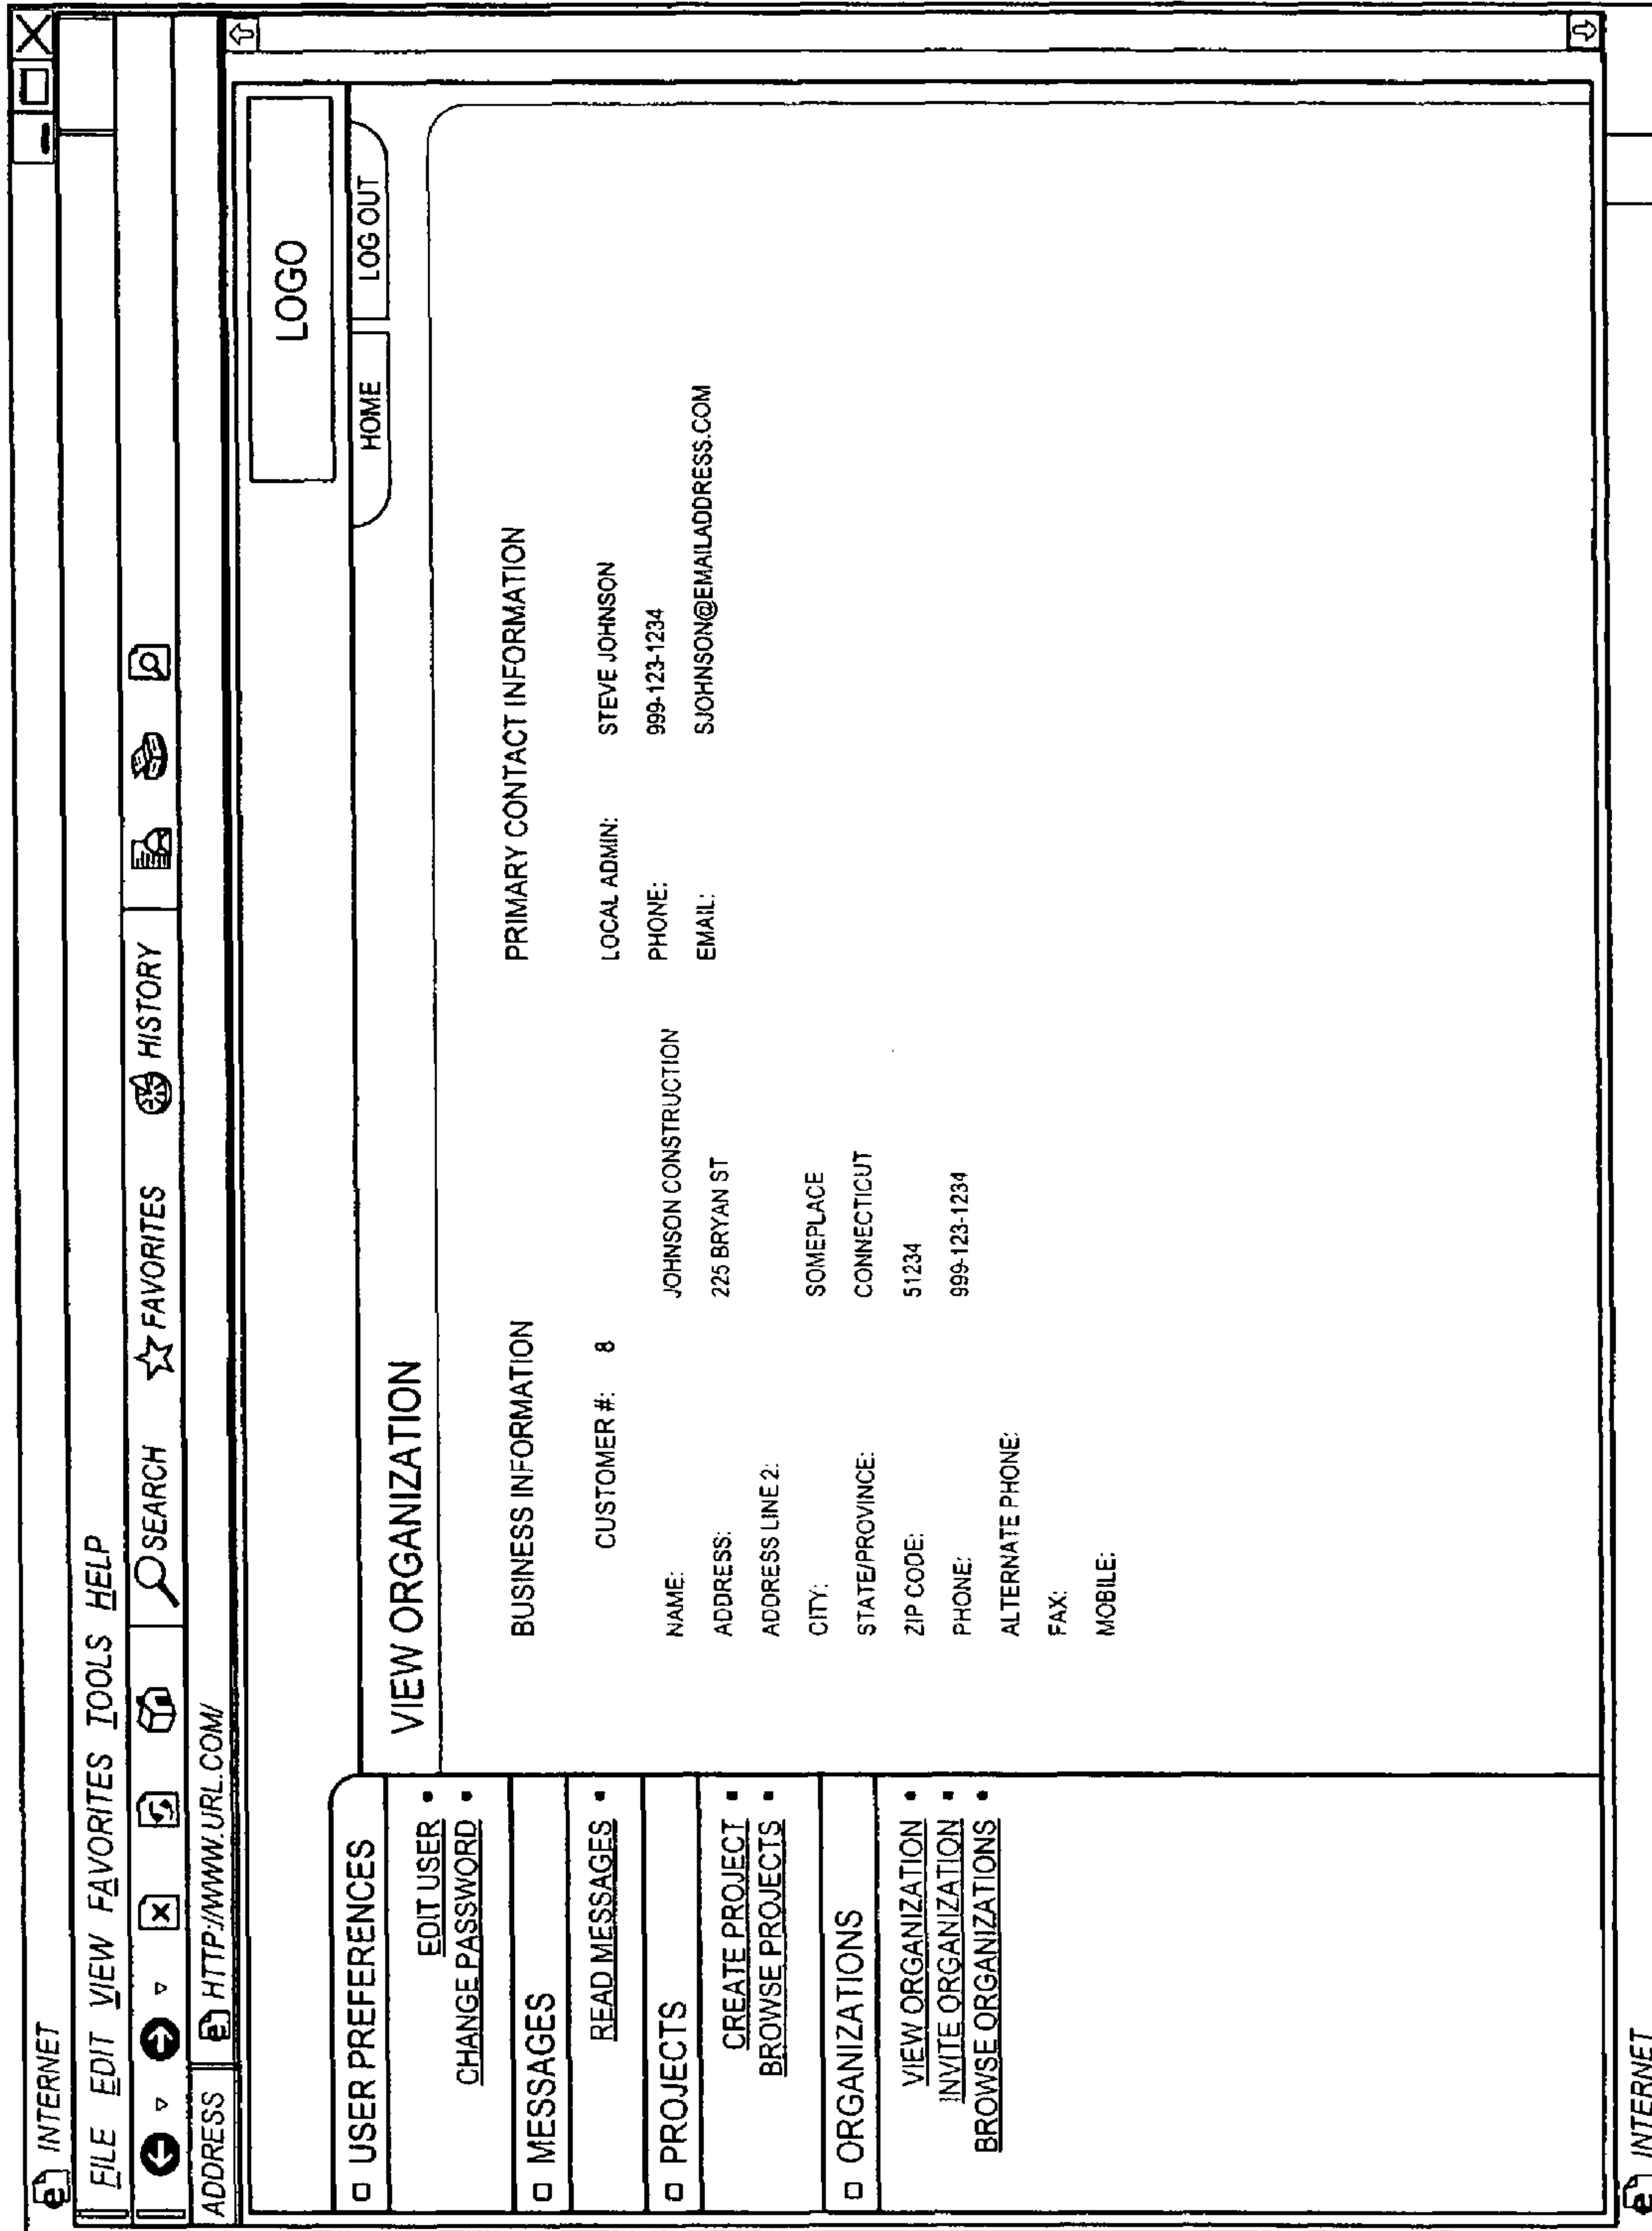 INTERNET
FILE EDIT VIEW FAVORITES TOOLS HELP
SEARCH FAVORITES HISTORY
ADDRESS HTTP://WWW.URL.COM/
LOGO
HOME LOG OUT
USER PREFERENCES
EDIT USER
CHANGE PASSWORD
MESSAGES
READ MESSAGES
PROJECTS
CREATE PROJECT
BROWSE PROJECTS
ORGANIZATIONS
VIEW ORGANIZATION
INVITE ORGANIZATION
BROWSE ORGANIZATIONS
VIEW ORGANIZATION
BUSINESS INFORMATION
CUSTOMER #: 8
NAME: JOHNSON CONSTRUCTION
ADDRESS: 225 BRYAN ST
ADDRESS LINE 2:
CITY: SOMEPLACE
STATE/PROVINCE: CONNECTICUT
ZIP CODE: 51234
PHONE: 999-123-1234
ALTERNATE PHONE:
FAX:
MOBILE:
PRIMARY CONTACT INFORMATION
LOCAL ADMIN: STEVE JOHNSON
PHONE: 999-123-1234
EMAIL: SJOHNSON@EMAILADDRESS.COM
INTERNET